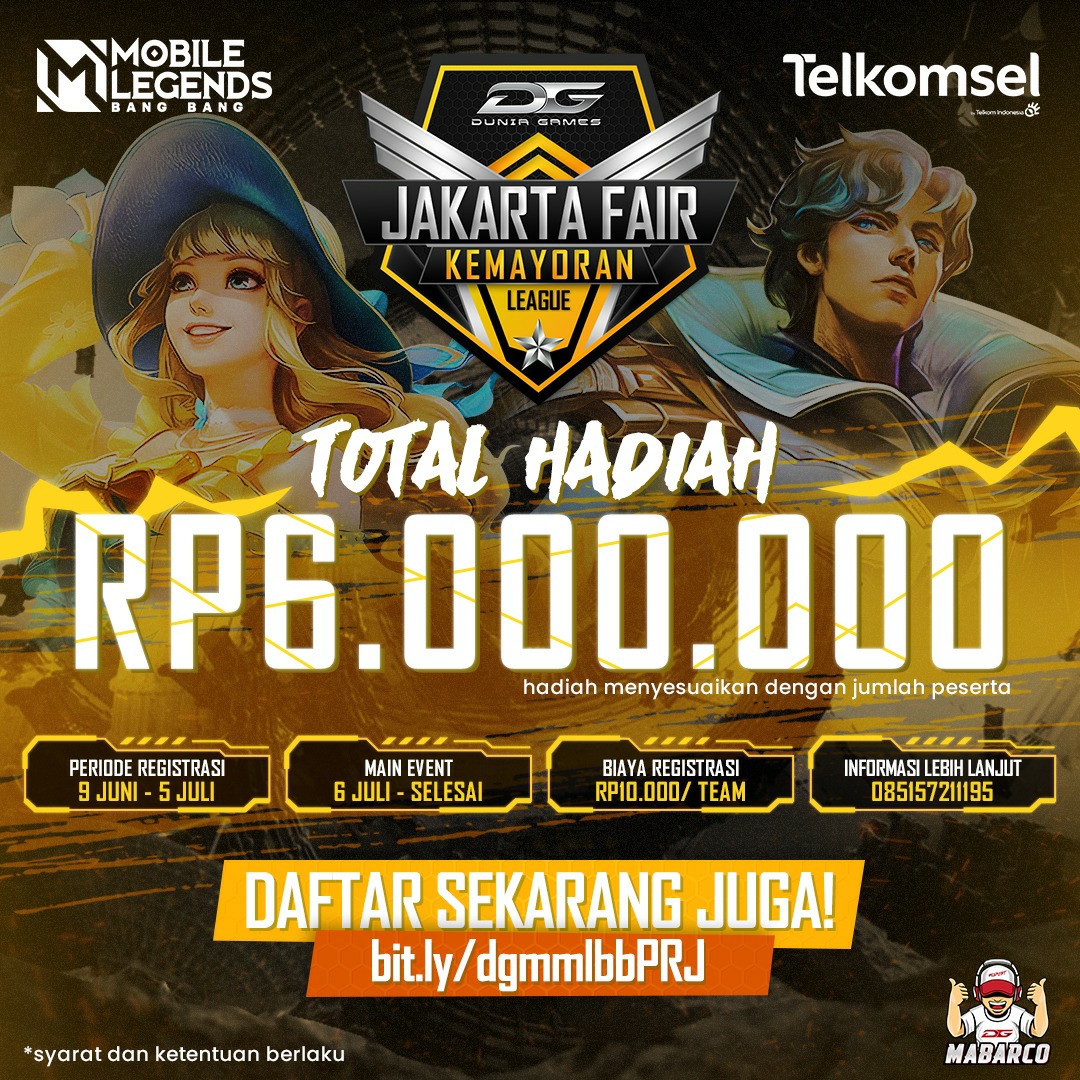 MOBILE
LEGENDS
BANG BANG
DG
DUNIA GAMES
JAKARTA FAIR
KEMAYORAN
LEAGUE
Telkomsel
by Telkom Indonesia
TOTAL HADIAH
RP6.000.000
hadiah menyesuaikan dengan jumlah peserta
PERIODE REGISTRASI
9 JUNI - 5 JULI
MAIN EVENT
6 JULI - SELESAI
BIAYA REGISTRASI
RP10.000/ TEAM
INFORMASI LEBIH LANJUT
085157211195
DAFTAR SEKARANG JUGA!
bit.ly/dgmmlbbPRJ
*syarat dan ketentuan berlaku
DG
MABARCO